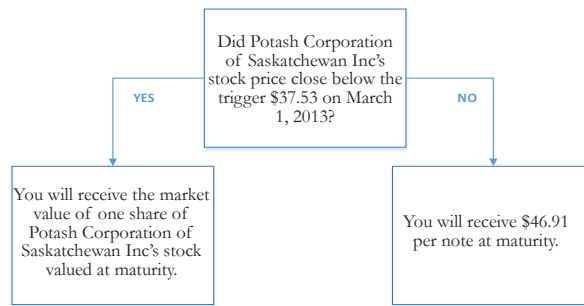 Did Potash Corporation
of Saskatchewan Inc's
stock price close below the
trigger $37.53 on March
1, 2013?
YES
NO
You will receive the market
value of one share of
Potash Corporation of
Saskatchewan Inc's stock
valued at maturity.
You will receive $46.91
per note at maturity.